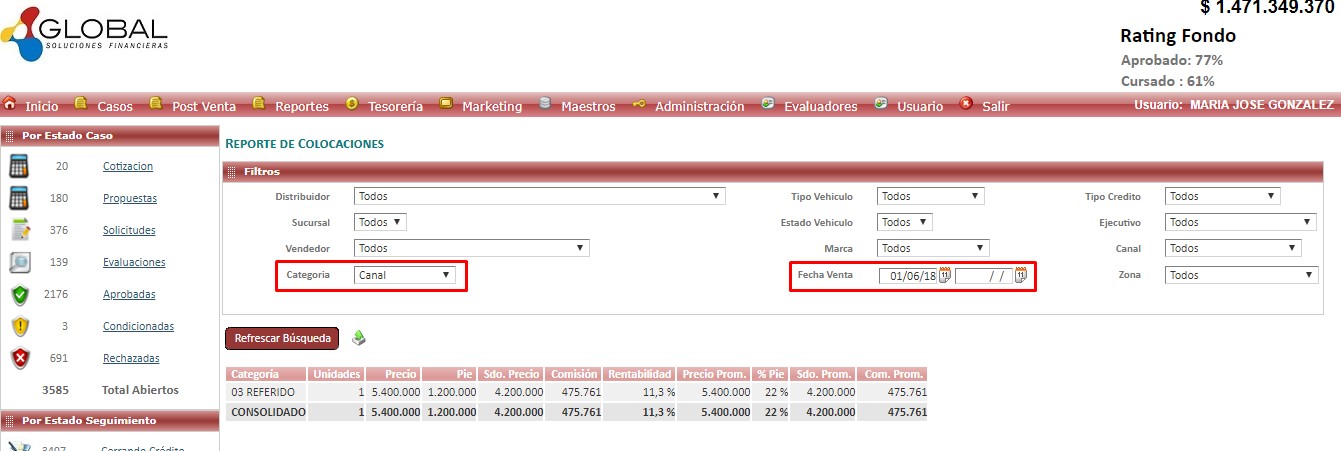 $ 1.471.349.370
GLOBAL
SOLUCIONES FINANCIERAS
Rating Fondo
Aprobado: 77%
Cursado : 61%
Inicio Casos Post Venta Reportes Tesorería Marketing Maestros Administración Evaluadores Usuario Salir Usuario: MARIA JOSE GONZALEZ
Por Estado Caso
20 Cotizacion
180 Propuestas
376 Solicitudes
139 Evaluaciones
2176 Aprobadas
3 Condicionadas
691 Rechazadas
3585 Total Abiertos
Por Estado Seguimiento
3407 Cerrando Crédito
REPORTE DE COLOCACIONES
Filtros
Distribuidor Todos Tipo Vehiculo Todos Tipo Credito Todos
Sucursal Todos Estado Vehiculo Todos Ejecutivo Todos
Vendedor Todos Marca Todos Canal Todos
Categoria Canal Fecha Venta 01/06/18 11 / / 11 Zona Todos
Refrescar Búsqueda
Categoría Unidades Precio Pie Sdo. Precio Comisión Rentabilidad Precio Prom. % Pie Sdo. Prom. Com. Prom.
03 REFERIDO 1 5.400.000 1.200.000 4.200.000 475.761 11,3 % 5.400.000 22 % 4.200.000 475.761
CONSOLIDADO 1 5.400.000 1.200.000 4.200.000 475.761 11,3 % 5.400.000 22 % 4.200.000 475.761